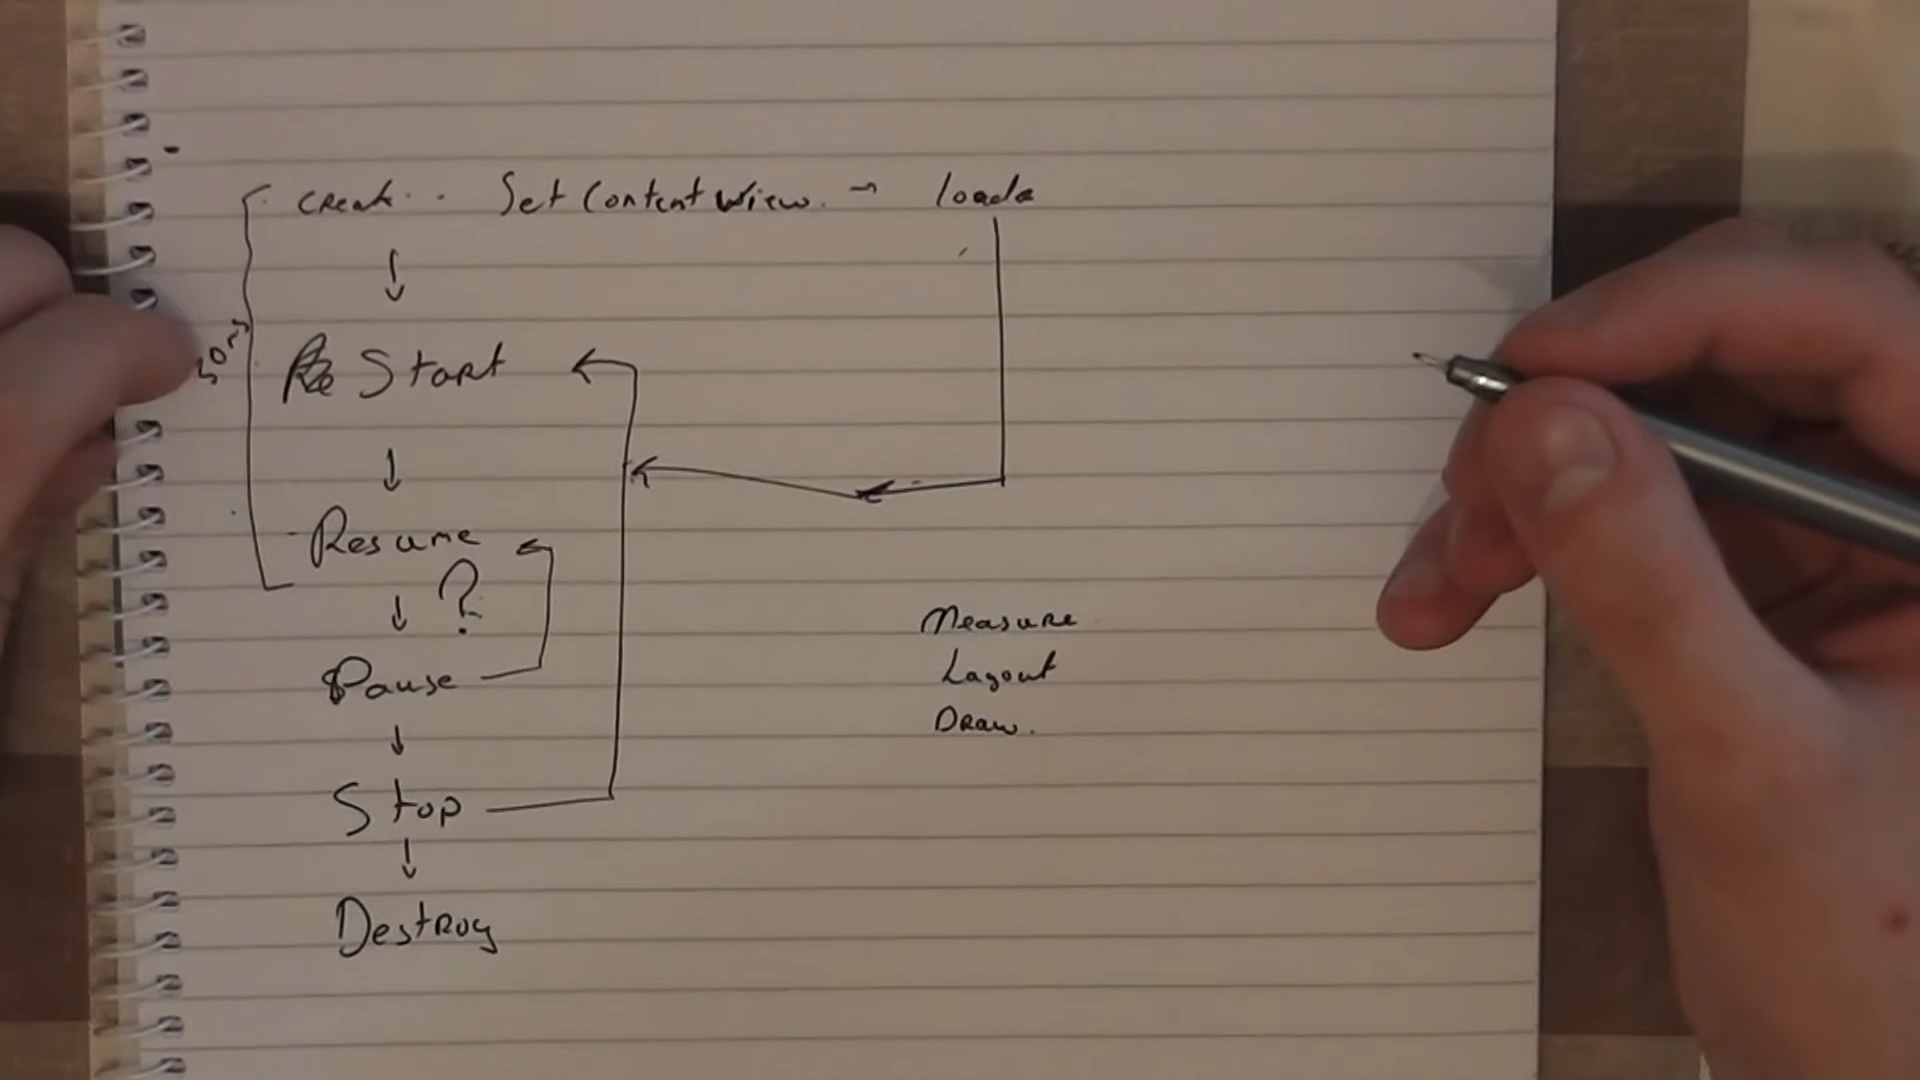 Create.. Set Content View. → loads
↓
Start
↓
Resume
↓ ?
Pause
↓
Stop
↓
Destroy
Measure
Layout
Draw.